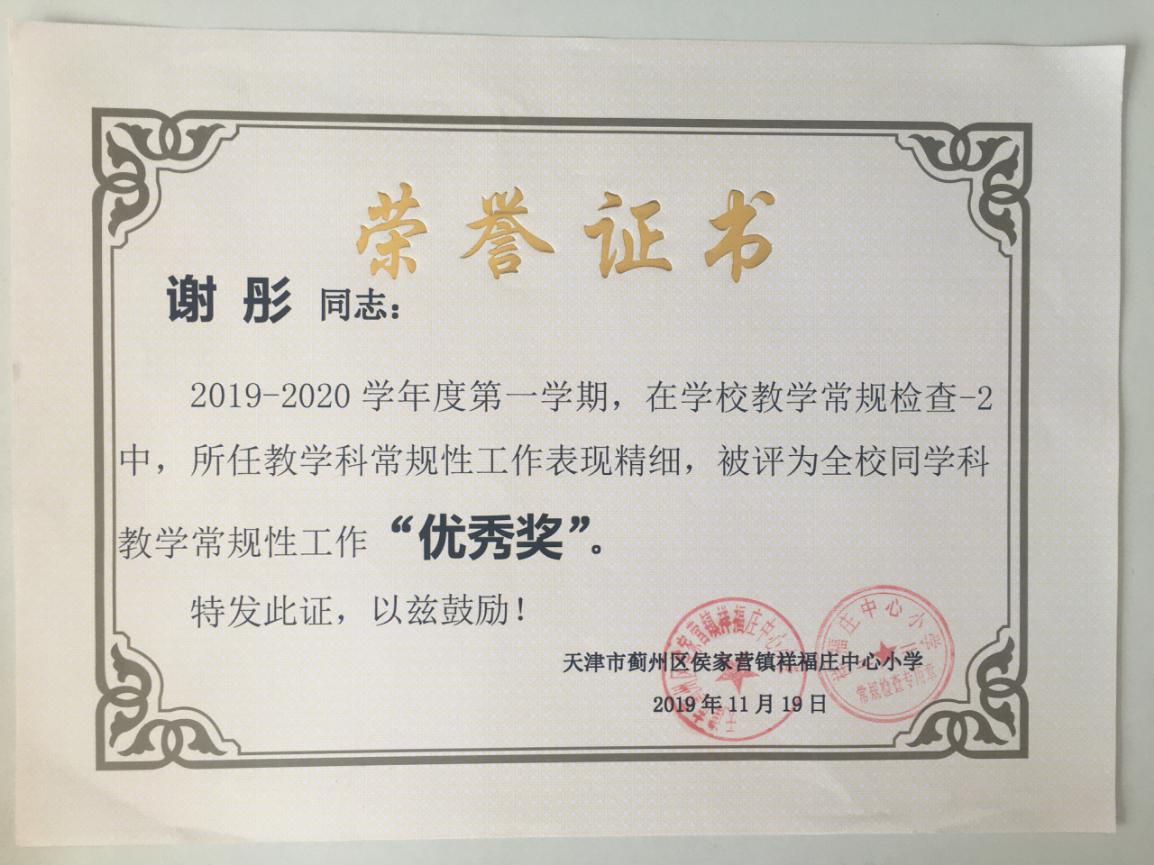 荣誉证书
谢彤 同志：
2019-2020 学年度第一学期，在学校教学常规检查-2
中，所任教学科常规性工作表现精细，被评为全校同学科
教学常规性工作“优秀奖”。
特发此证，以兹鼓励！
天津市蓟州区侯家营镇祥福庄中心小学
2019 年 11 月 19 日